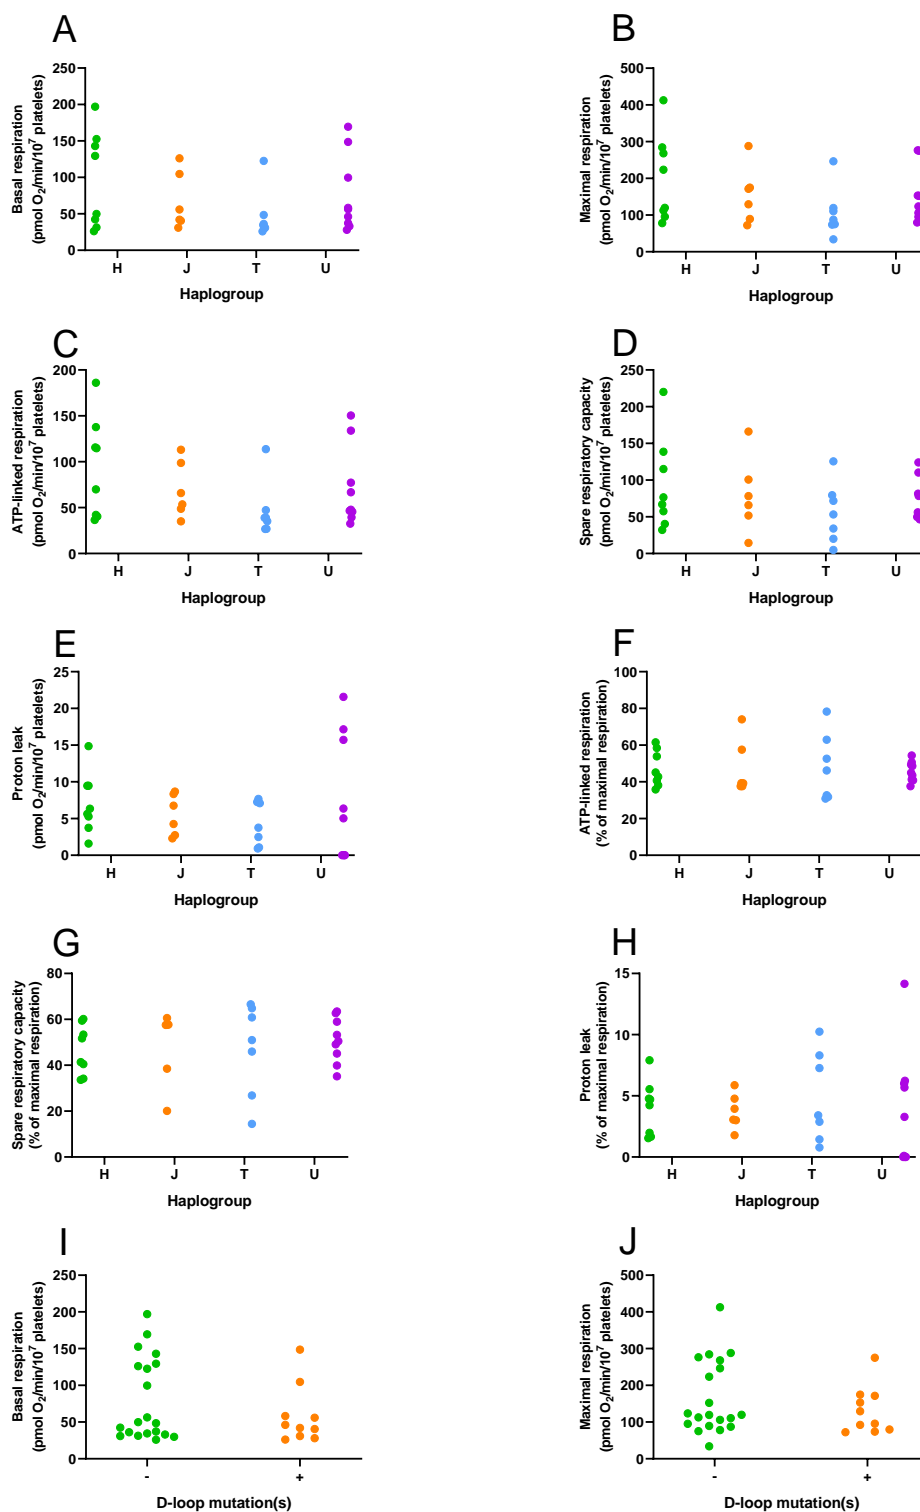 A
Basal respiration
(pmol O2/min/10^7 platelets)
250
200
150
100
50
0
H J T U
Haplogroup
B
Maximal respiration
(pmol O2/min/10^7 platelets)
500
400
300
200
100
0
H J T U
Haplogroup
C
ATP-linked respiration
(pmol O2/min/10^7 platelets)
200
150
100
50
0
H J T U
Haplogroup
D
Spare respiratory capacity
(pmol O2/min/10^7 platelets)
250
200
150
100
50
0
H J T U
Haplogroup
E
Proton leak
(pmol O2/min/10^7 platelets)
25
20
15
10
5
0
H J T U
Haplogroup
F
ATP-linked respiration
(% of maximal respiration)
100
80
60
40
20
0
H J T U
Haplogroup
G
Spare respiratory capacity
(% of maximal respiration)
80
60
40
20
0
H J T U
Haplogroup
H
Proton leak
(% of maximal respiration)
15
10
5
0
H J T U
Haplogroup
I
Basal respiration
(pmol O2/min/10^7 platelets)
250
200
150
100
50
0
- +
D-loop mutation(s)
J
Maximal respiration
(pmol O2/min/10^7 platelets)
500
400
300
200
100
0
- +
D-loop mutation(s)